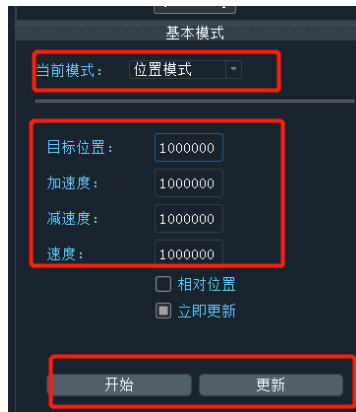 基本模式
当前模式： 位置模式
目标位置： 1000000
加速度： 1000000
减速度： 1000000
速度： 1000000
相对位置
立即更新
开始 更新